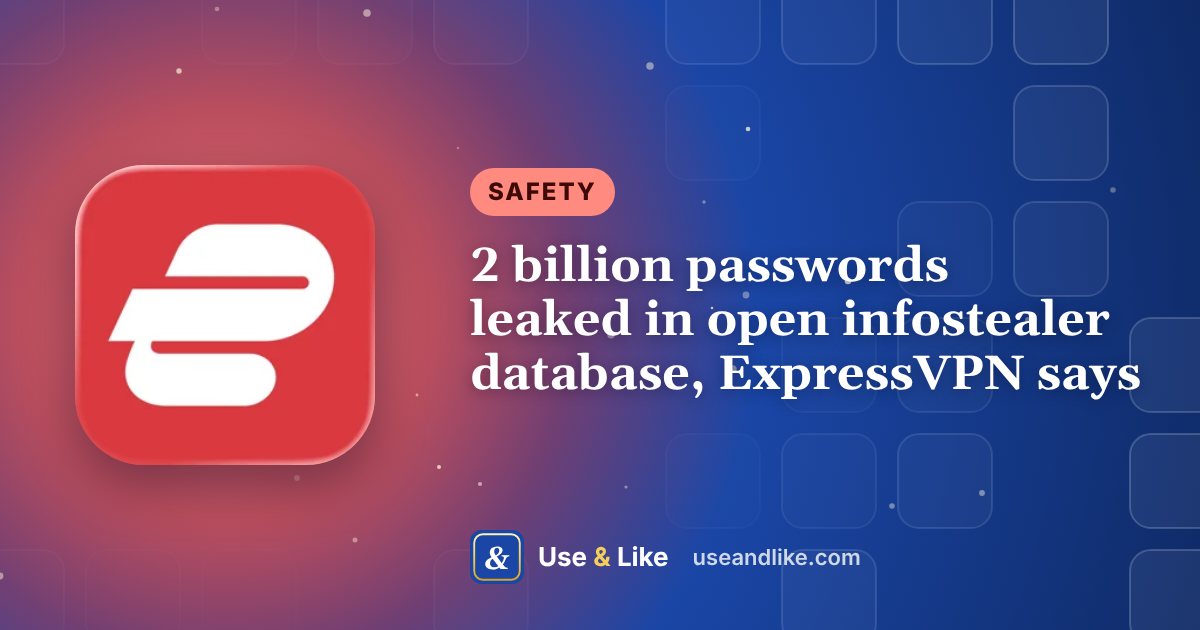 SAFETY
2 billion passwords
leaked in open infostealer
database, ExpressVPN says
& Use & Like useandlike.com